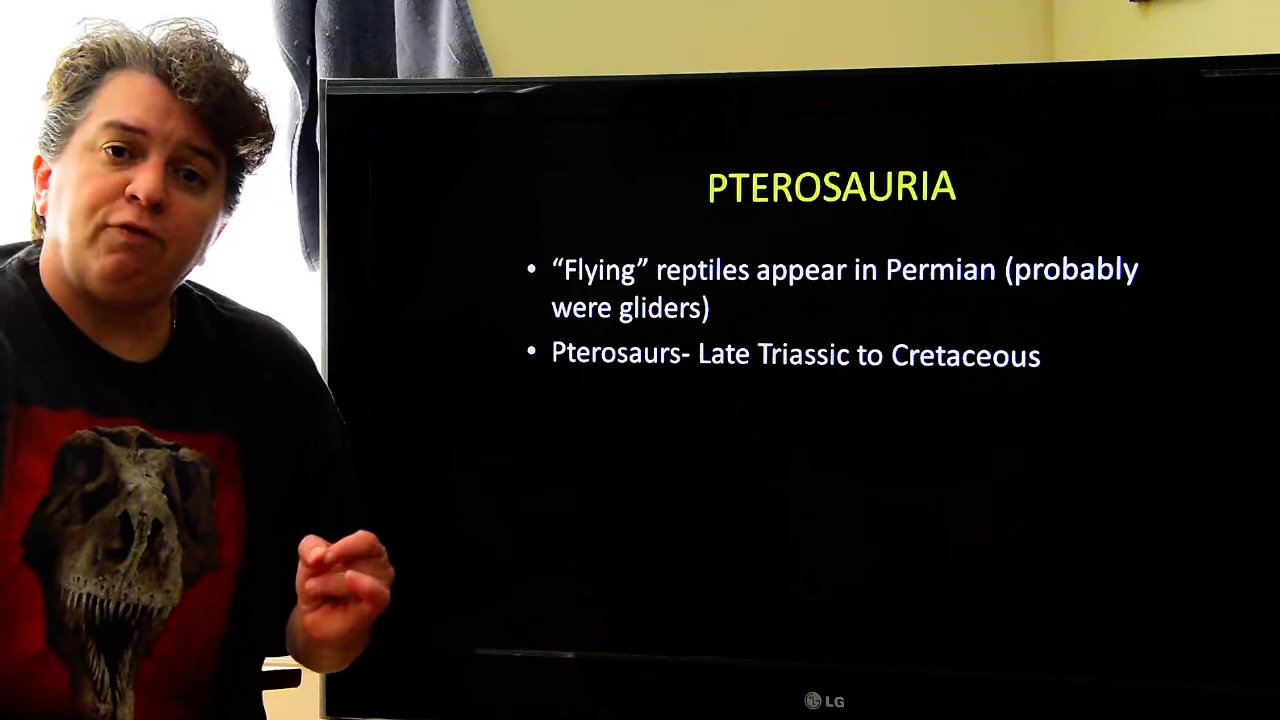 PTEROSAURIA
• “Flying” reptiles appear in Permian (probably
were gliders)
• Pterosaurs- Late Triassic to Cretaceous
LG